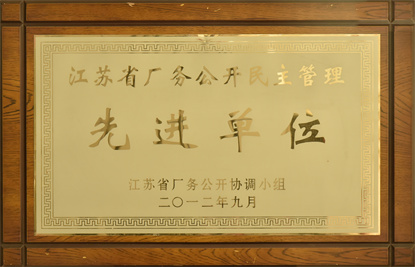 江苏省厂务公开民主管理
先进单位
江苏省厂务公开协调小组
二〇一二年九月